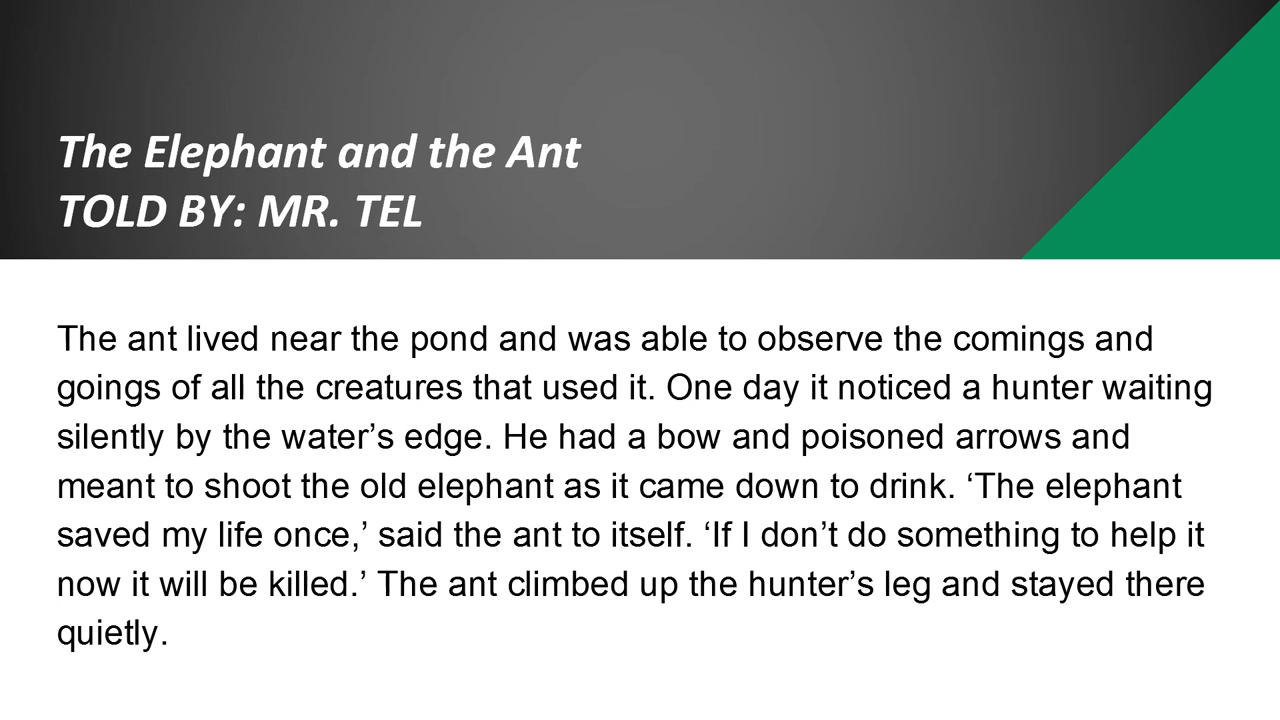 The Elephant and the Ant
TOLD BY: MR. TEL
The ant lived near the pond and was able to observe the comings and
goings of all the creatures that used it. One day it noticed a hunter waiting
silently by the water’s edge. He had a bow and poisoned arrows and
meant to shoot the old elephant as it came down to drink. ‘The elephant
saved my life once,’ said the ant to itself. ‘If I don’t do something to help it
now it will be killed.’ The ant climbed up the hunter’s leg and stayed there
quietly.